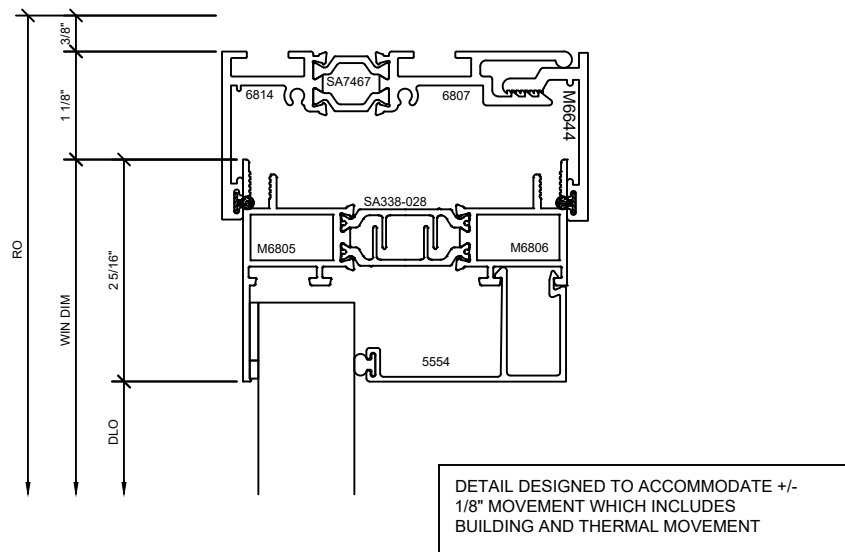 3/8"
SA7467
6814
6807
1 1/8"
M6644
SA338-028
M6805
M6806
RO
WIN DIM
2 5/16"
5554
DLO
DETAIL DESIGNED TO ACCOMMODATE +/-
1/8" MOVEMENT WHICH INCLUDES
BUILDING AND THERMAL MOVEMENT